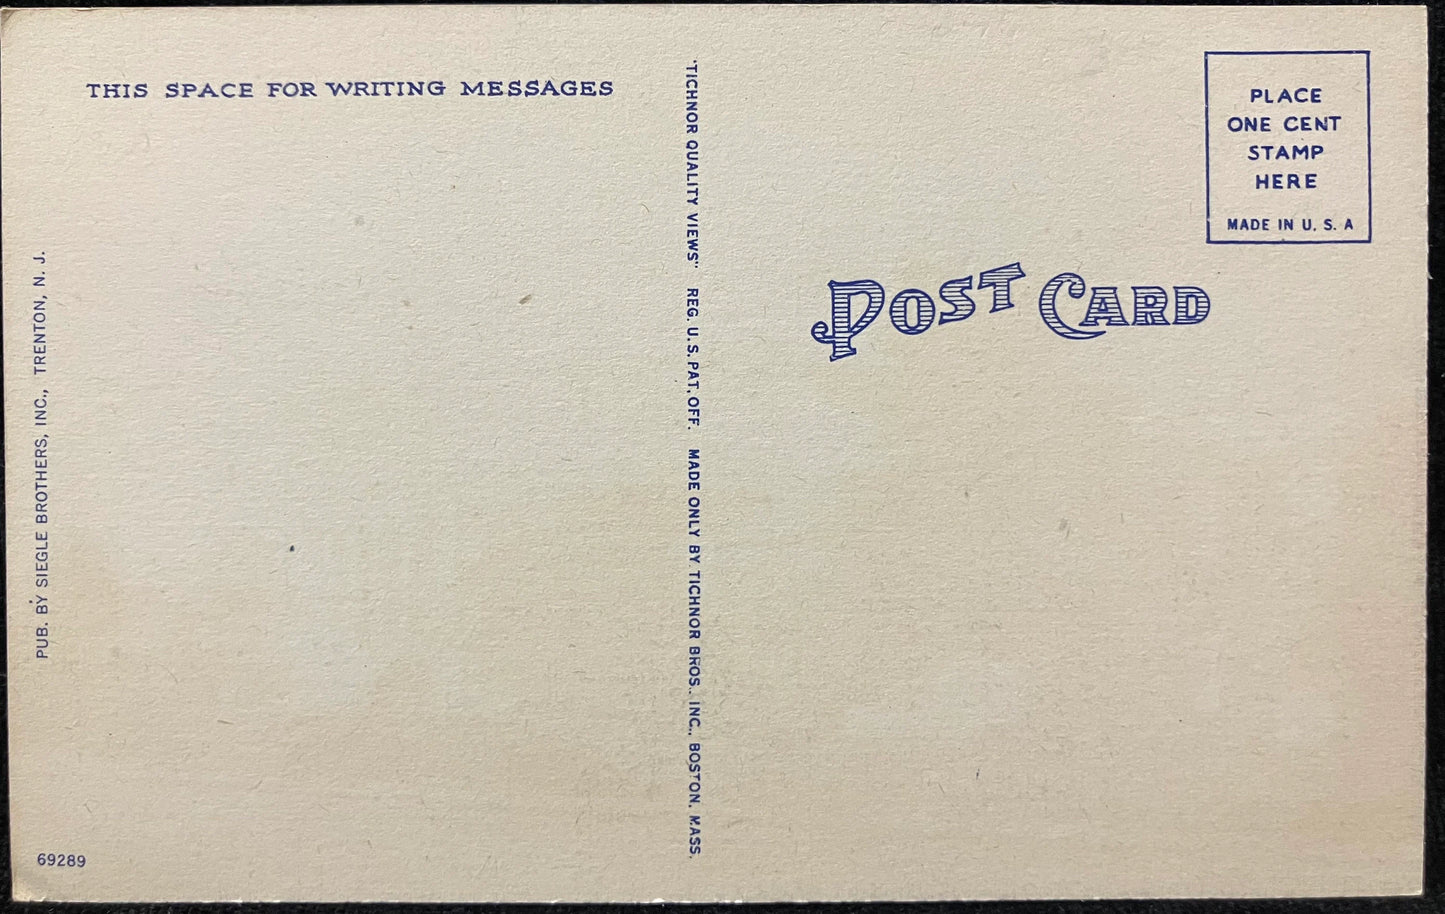 THIS SPACE FOR WRITING MESSAGES
PUB. BY SIEGLE BROTHERS, INC., TRENTON, N. J.
69289
"TICHNOR QUALITY VIEWS" REG. U. S. PAT. OFF. MADE ONLY BY TICHNOR BROS., INC., BOSTON, MASS.
PLACE
ONE CENT
STAMP
HERE
MADE IN U. S. A
POST CARD